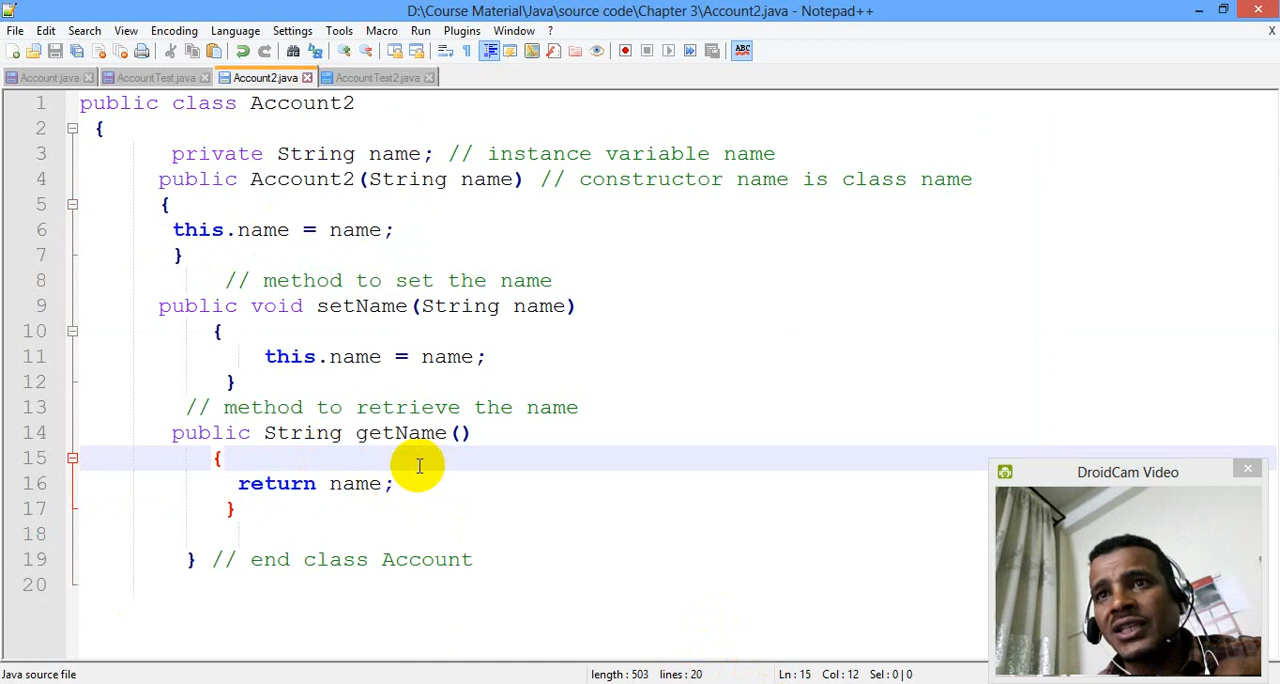 D:\Course Material\Java\source code\Chapter 3\Account2.java - Notepad++
File Edit Search View Encoding Language Settings Tools Macro Run Plugins Window ? X
ABC
Account.java AccountTest.java Account2.java AccountTest2.java
1 public class Account2
2 {
3 private String name; // instance variable name
4 public Account2(String name) // constructor name is class name
5 {
6 this.name = name;
7 }
8 // method to set the name
9 public void setName(String name)
10 {
11 this.name = name;
12 }
13 // method to retrieve the name
14 public String getName()
15 {
16 return name;
17 }
18
19 } // end class Account
20
DroidCam Video
Java source file length : 503 lines : 20 Ln : 15 Col : 12 Sel : 0 | 0